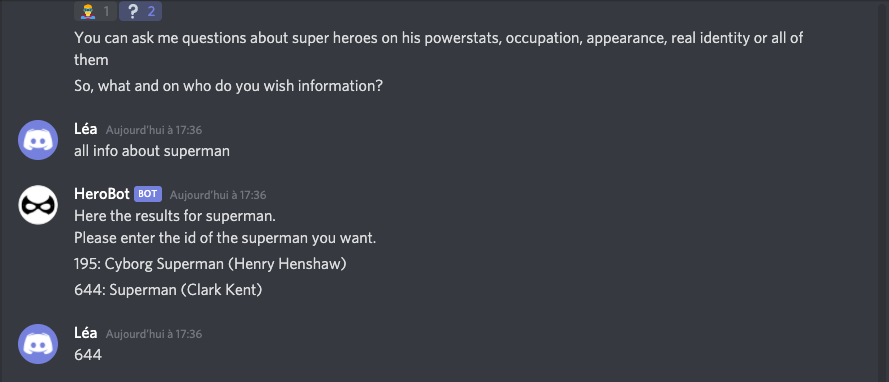 1 2
You can ask me questions about super heroes on his powerstats, occupation, appearance, real identity or all of
them
So, what and on who do you wish information?
Léa Aujourd'hui à 17:36
all info about superman
HeroBot BOT Aujourd'hui à 17:36
Here the results for superman.
Please enter the id of the superman you want.
195: Cyborg Superman (Henry Henshaw)
644: Superman (Clark Kent)
Léa Aujourd'hui à 17:36
644